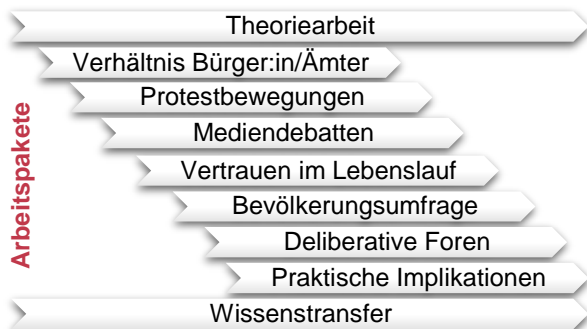 Theoriearbeit
Verhältnis Bürger:in/Ämter
Protestbewegungen
Mediendebatten
Vertrauen im Lebenslauf
Bevölkerungsumfrage
Deliberative Foren
Praktische Implikationen
Wissenstransfer
Arbeitspakete